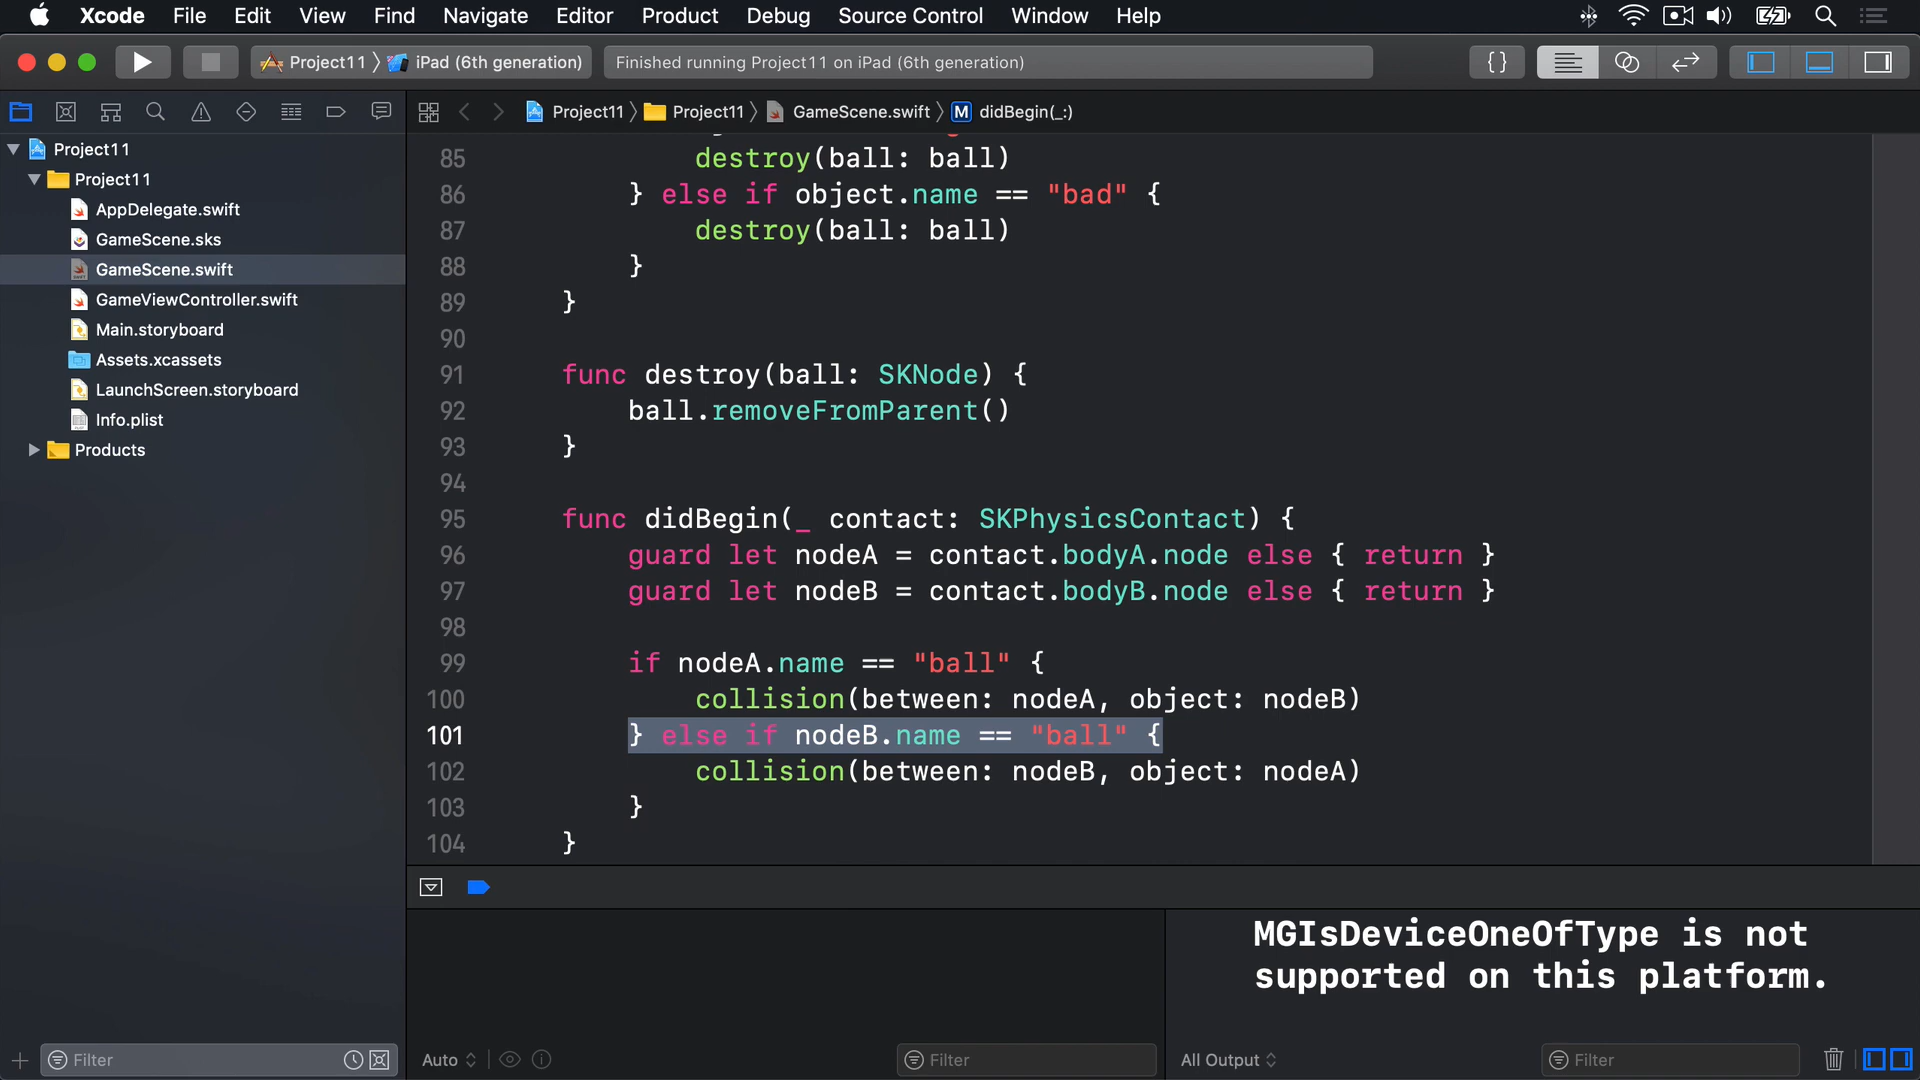 Xcode File Edit View Find Navigate Editor Product Debug Source Control Window Help
Project11 iPad (6th generation) Finished running Project11 on iPad (6th generation) {}
Project11 Project11 GameScene.swift M didBegin(_:)
Project11
Project11
AppDelegate.swift
GameScene.sks
GameScene.swift
GameViewController.swift
Main.storyboard
Assets.xcassets
LaunchScreen.storyboard
Info.plist
Products
85 destroy(ball: ball)
86 } else if object.name == "bad" {
87 destroy(ball: ball)
88 }
89 }
90
91 func destroy(ball: SKNode) {
92 ball.removeFromParent()
93 }
94
95 func didBegin(_ contact: SKPhysicsContact) {
96 guard let nodeA = contact.bodyA.node else { return }
97 guard let nodeB = contact.bodyB.node else { return }
98
99 if nodeA.name == "ball" {
100 collision(between: nodeA, object: nodeB)
101 } else if nodeB.name == "ball" {
102 collision(between: nodeB, object: nodeA)
103 }
104 }
MGIsDeviceOneOfType is not
supported on this platform.
Filter Auto Filter All Output Filter